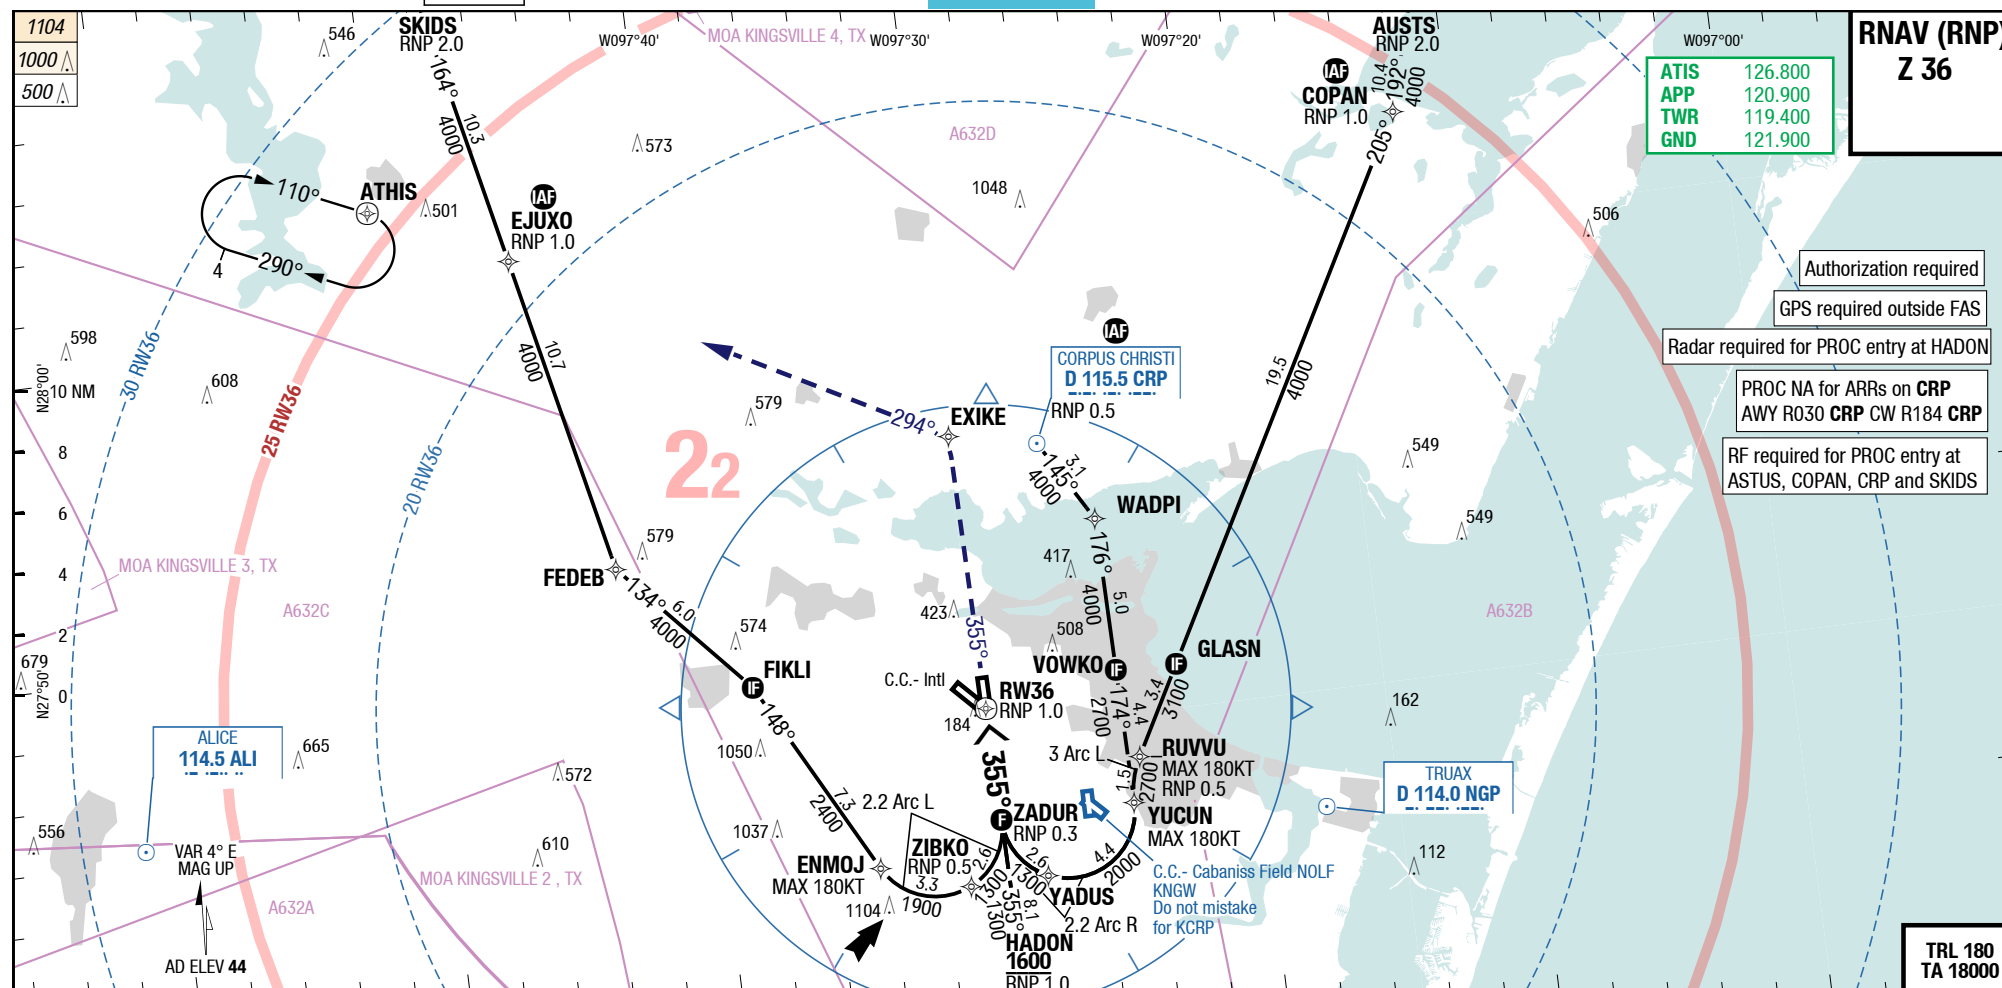 1104
1000
500
546
SKIDS
RNP 2.0
W097°40'
MOA KINGSVILLE 4, TX
W097°30'
W097°20'
AUSTS
RNP 2.0
W097°00'
RNAV (RNP)
Z 36
ATIS 126.800
APP 120.900
TWR 119.400
GND 121.900
164°
10.3
4000
IAF
COPAN
RNP 1.0
10.4
192°
4000
205°
573
A632D
1048
110°
ATHIS
501
290°
4
IAF
EJUXO
RNP 1.0
506
Authorization required
GPS required outside FAS
Radar required for PROC entry at HADON
PROC NA for ARRs on CRP
AWY R030 CRP CW R184 CRP
RF required for PROC entry at
ASTUS, COPAN, CRP and SKIDS
598
608
30 RW36
25 RW36
20 RW36
N28°00'
10 NM
8
6
4
2
0
N27°50'
10.7
4000
IAF
CORPUS CHRISTI
D 115.5 CRP
RNP 0.5
19.5
4000
579
294°
EXIKE
22
3.1
145°
4000
WADPI
549
549
579
FEDEB
134°
6.0
4000
417
176°
5.0
4000
MOA KINGSVILLE 3, TX
A632C
A632B
423
355°
574
508
679
IF
FIKLI
VOWKO
IF
IF
GLASN
C.C.- Intl
RW36
RNP 1.0
184
174°
2700
4.4
3.4
3100
162
148°
1050
ALICE
114.5 ALI
665
572
3 Arc L
RUVVU
MAX 180KT
RNP 0.5
1.5
2700
TRUAX
D 114.0 NGP
7.3
2400
2.2 Arc L
355°
F
ZADUR
RNP 0.3
YUCUN
MAX 180KT
556
VAR 4° E
MAG UP
610
1037
ENMOJ
MAX 180KT
ZIBKO
RNP 0.5
2.6
1300
2.6
1300
4.4
2000
112
MOA KINGSVILLE 2 , TX
3.3
1900
1104
1300
355°
8.1
YADUS
2.2 Arc R
C.C.- Cabaniss Field NOLF
KNGW
Do not mistake
for KCRP
A632A
AD ELEV 44
HADON
1600
RNP 1.0
TRL 180
TA 18000